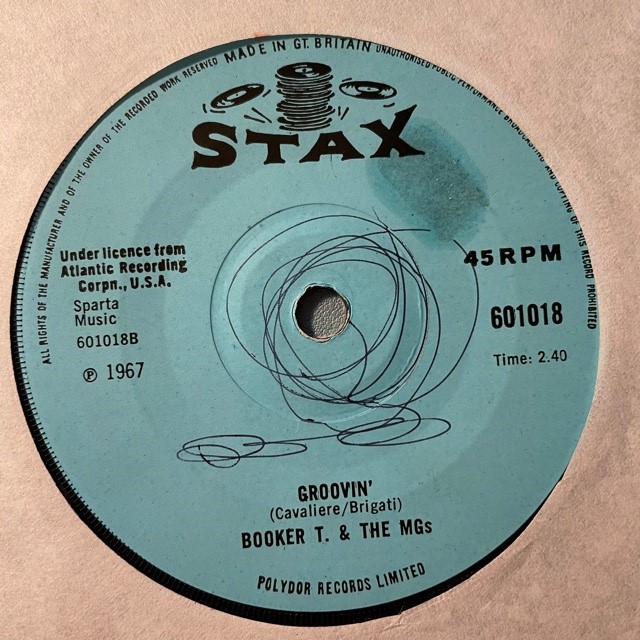 ALL RIGHTS OF THE MANUFACTURER AND OF THE OWNER OF THE RECORDED WORK RESERVED MADE IN GT. BRITAIN UNAUTHORISED PUBLIC PERFORMANCE BROADCASTING AND COPYING OF THIS RECORD PROHIBITED
STAX
Under licence from
Atlantic Recording
Corpn., U.S.A.
Sparta
Music
601018B
℗ 1967
45 RPM
601018
Time: 2.40
GROOVIN'
(Cavaliere/Brigati)
BOOKER T. & THE MGs
POLYDOR RECORDS LIMITED